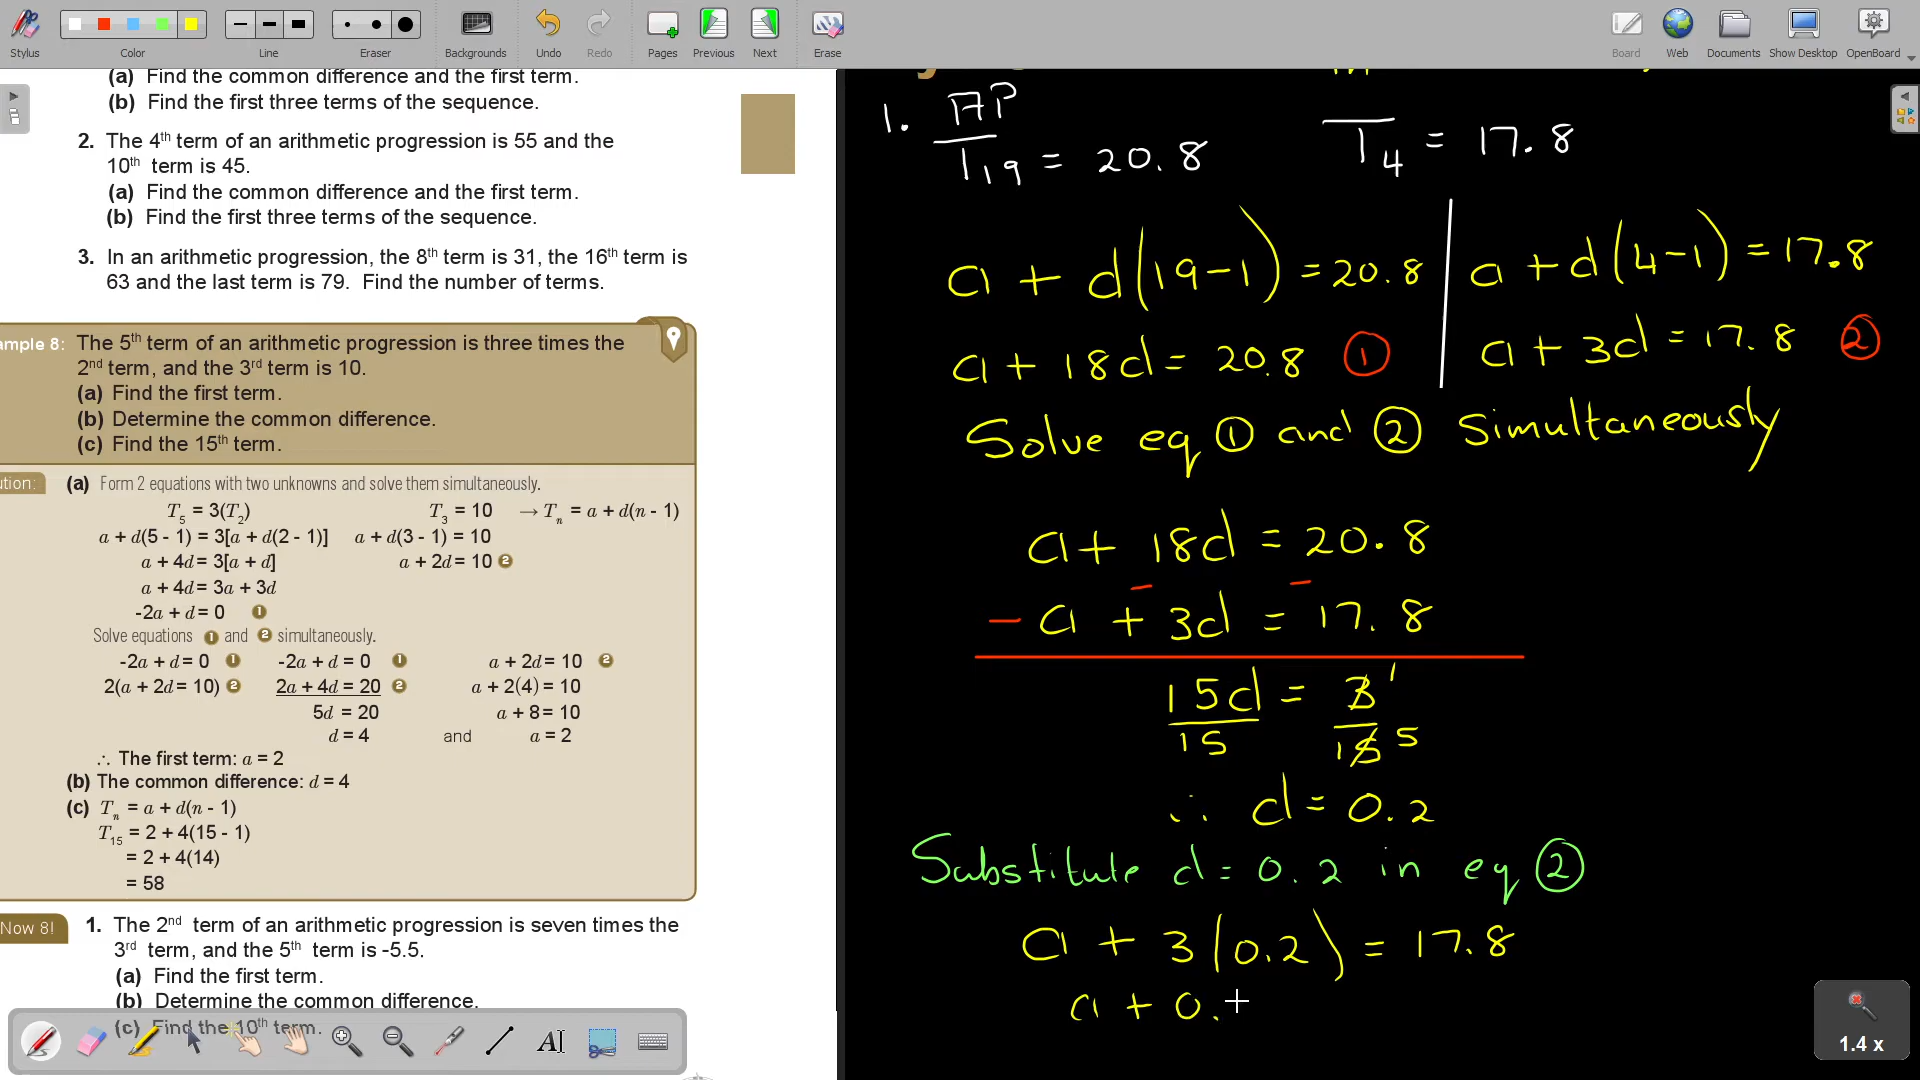 Stylus
Color
Line
Eraser
Backgrounds
Undo
Redo
Pages
Previous
Next
Erase
Board
Web
Documents
Show Desktop
OpenBoard
(a) Find the common difference and the first term.
(b) Find the first three terms of the sequence.
2. The 4th term of an arithmetic progression is 55 and the
10th term is 45.
(a) Find the common difference and the first term.
(b) Find the first three terms of the sequence.
3. In an arithmetic progression, the 8th term is 31, the 16th term is
63 and the last term is 79. Find the number of terms.
ample 8: The 5th term of an arithmetic progression is three times the
2nd term, and the 3rd term is 10.
(a) Find the first term.
(b) Determine the common difference.
(c) Find the 15th term.
ution: (a) Form 2 equations with two unknowns and solve them simultaneously.
T5 = 3(T2) T3 = 10 → Tn = a + d(n - 1)
a + d(5 - 1) = 3[a + d(2 - 1)] a + d(3 - 1) = 10
a + 4d = 3[a + d] a + 2d = 10 2
a + 4d = 3a + 3d
-2a + d = 0 1
Solve equations 1 and 2 simultaneously.
-2a + d = 0 1 -2a + d = 0 1 a + 2d = 10 2
2(a + 2d = 10) 2 2a + 4d = 20 2 a + 2(4) = 10
5d = 20 a + 8 = 10
d = 4 and a = 2
∴ The first term: a = 2
(b) The common difference: d = 4
(c) Tn = a + d(n - 1)
T15 = 2 + 4(15 - 1)
= 2 + 4(14)
= 58
Now 8! 1. The 2nd term of an arithmetic progression is seven times the
3rd term, and the 5th term is -5.5.
(a) Find the first term.
(b) Determine the common difference.
(c) Find the 10th term.
1. AP
T19 = 20.8 T4 = 17.8
a + d(19-1) = 20.8 a + d(4-1) = 17.8
a + 18d = 20.8 1 a + 3d = 17.8 2
Solve eq 1 and 2 simultaneously
a + 18d = 20.8
- a + 3d = 17.8
- -
15d = 3 1
15 15 5
∴ d = 0.2
Substitute d = 0.2 in eq 2
a + 3(0.2) = 17.8
a + 0.
1.4 x